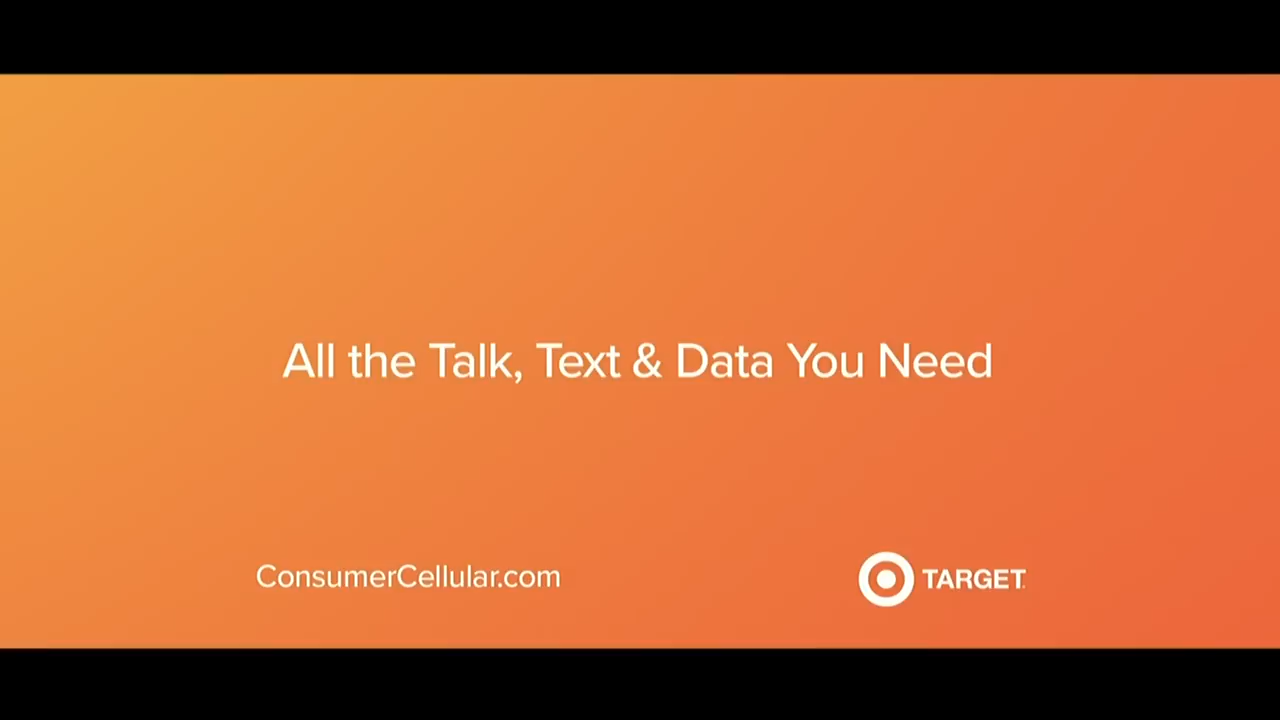 All the Talk, Text & Data You Need
ConsumerCellular.com
TARGET